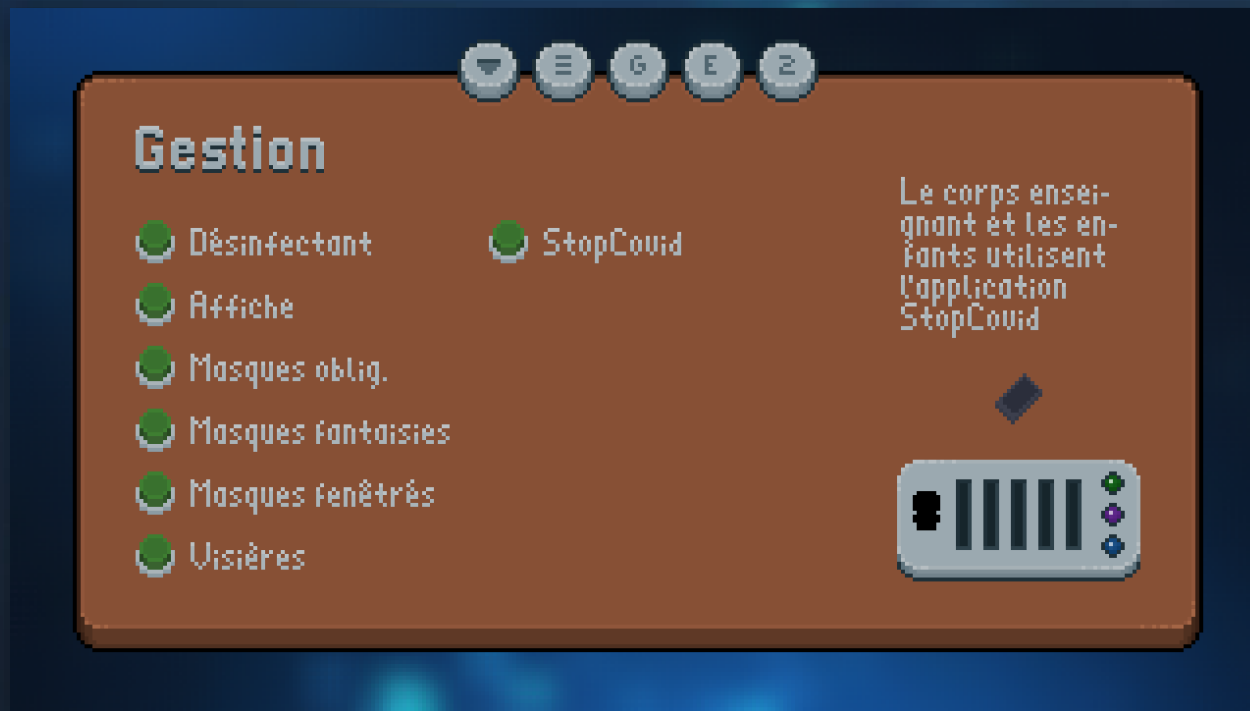 G E 2
Gestion
Désinfectant
StopCovid
Affiche
Masques oblig.
Masques fantaisies
Masques fenêtrés
Visières
Le corps ensei-
gnant et les en-
fants utilisent
l'application
StopCovid